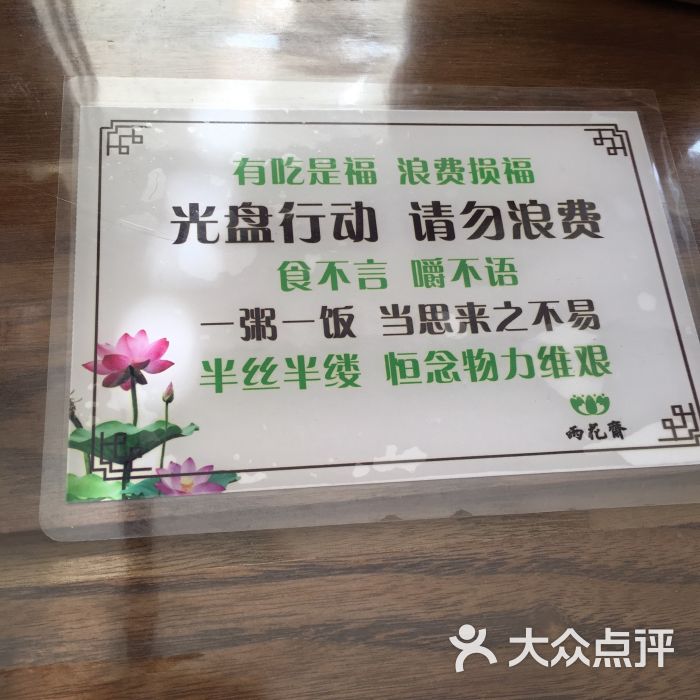 有吃是福 浪费损福
光盘行动 请勿浪费
食不言 嚼不语
一粥一饭 当思来之不易
半丝半缕 恒念物力维艰
雨花齋
大众点评